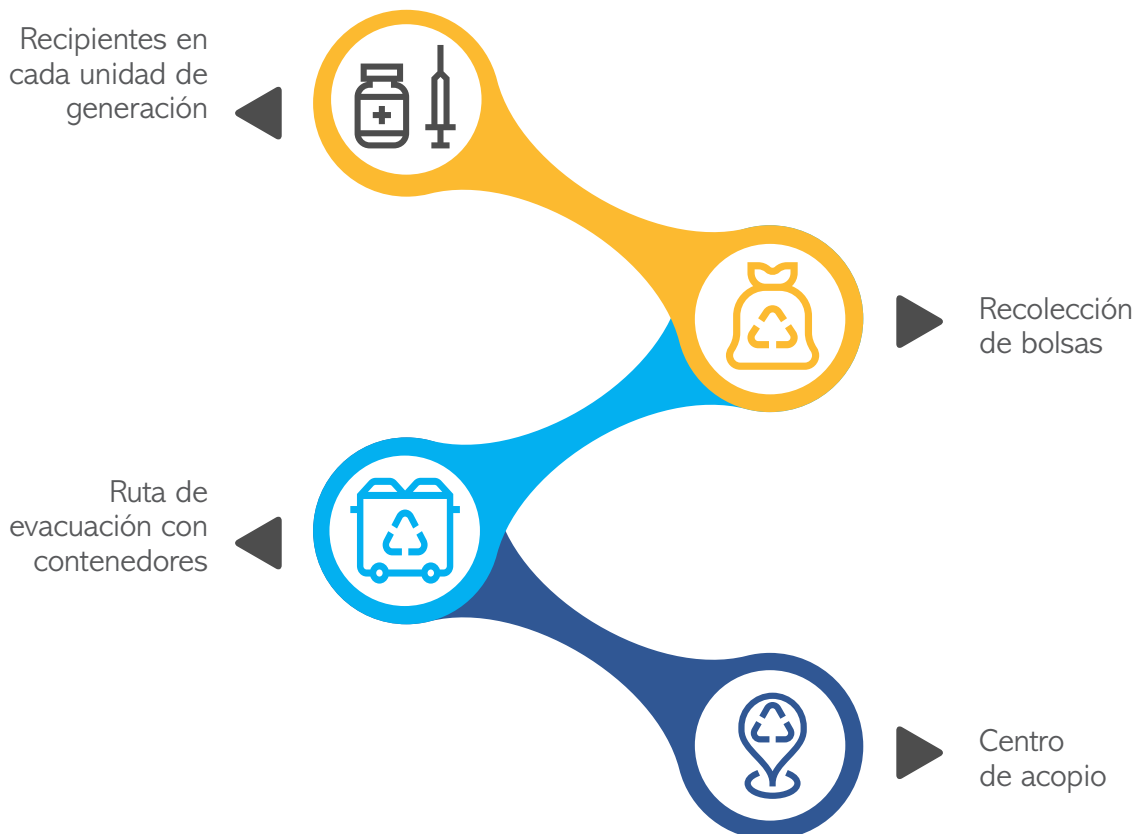 Recipientes en
cada unidad de
generación
Recolección
de bolsas
Ruta de
evacuación con
contenedores
Centro
de acopio